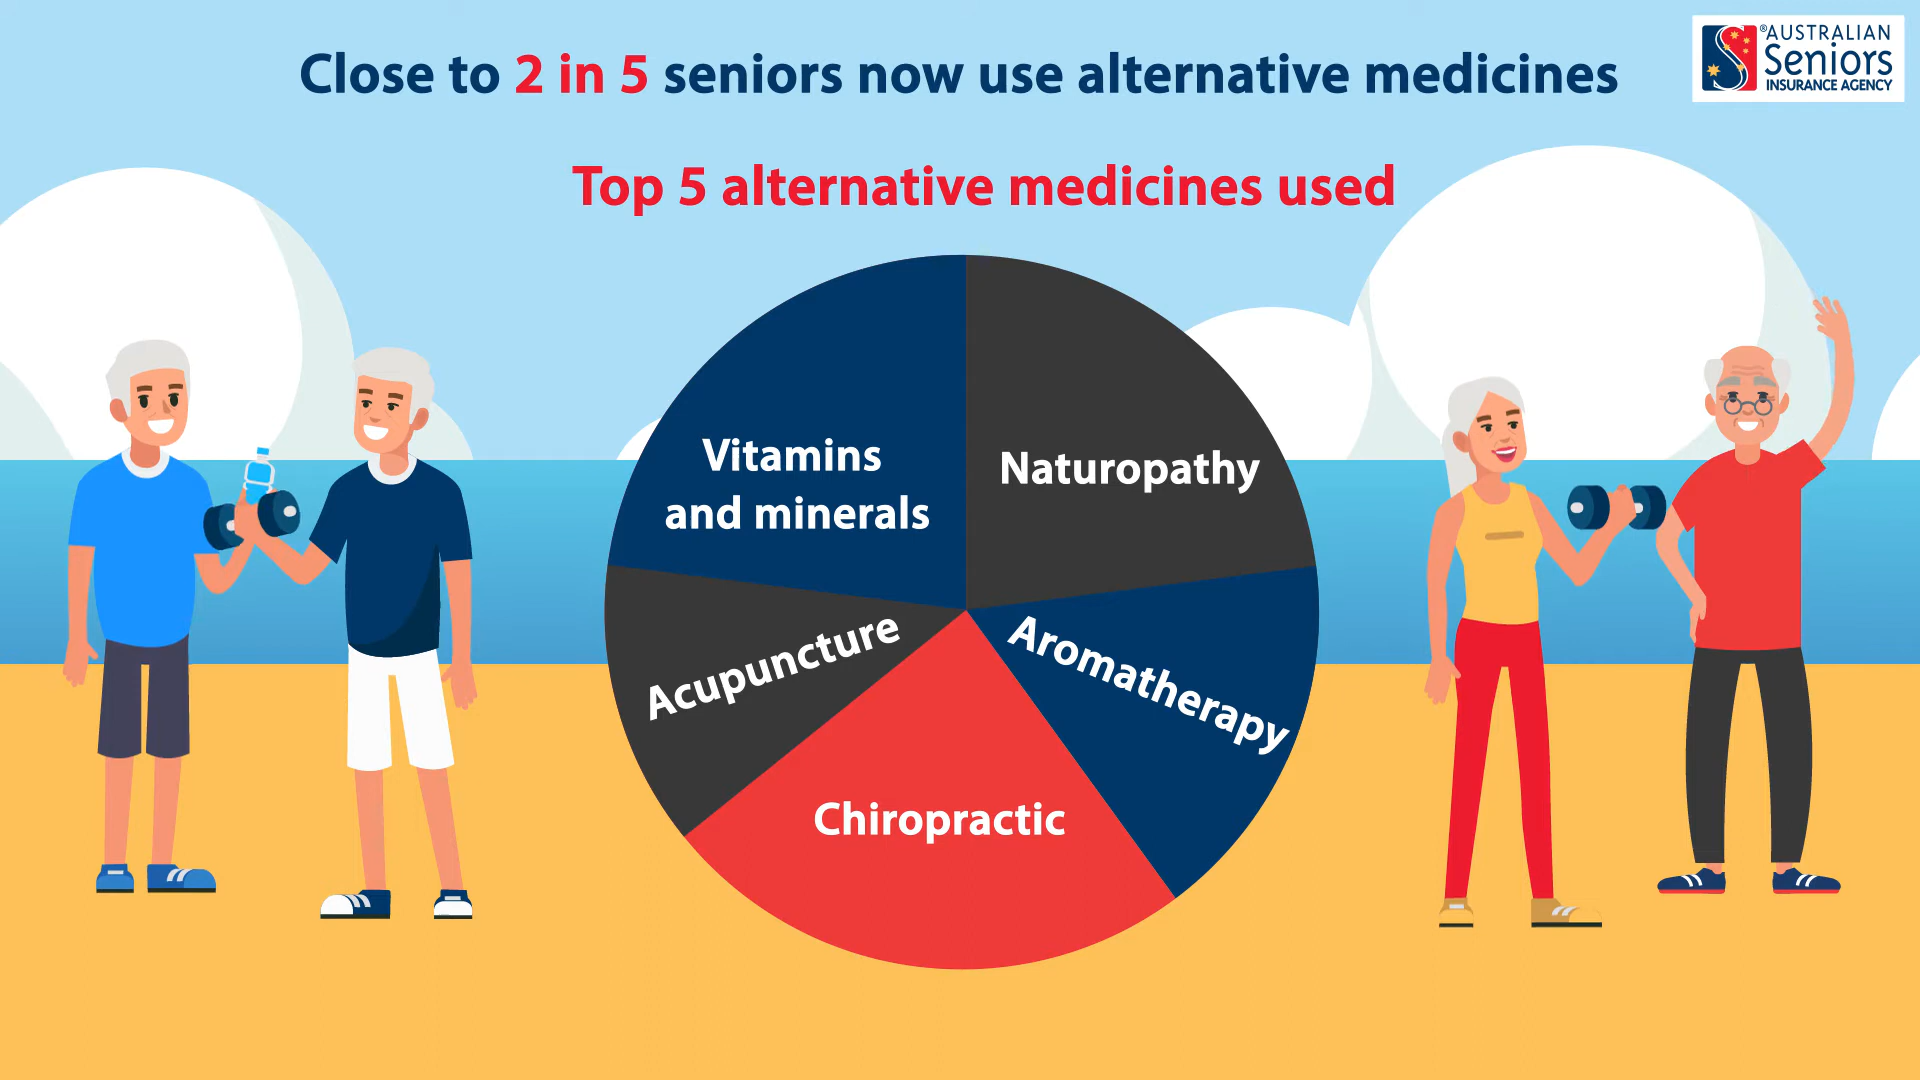 Close to 2 in 5 seniors now use alternative medicines
®AUSTRALIAN
Seniors
INSURANCE AGENCY
Top 5 alternative medicines used
Vitamins
and minerals
Naturopathy
Acupuncture
Aromatherapy
Chiropractic